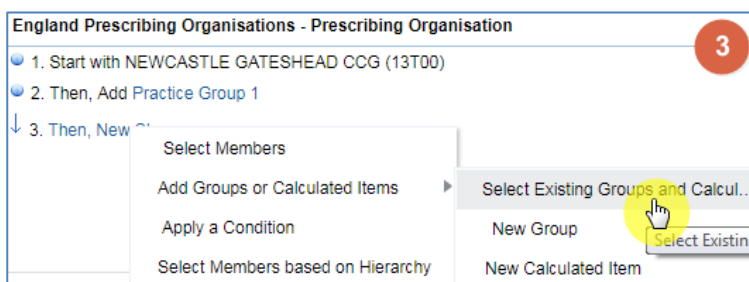 England Prescribing Organisations - Prescribing Organisation
3
1. Start with NEWCASTLE GATESHEAD CCG (13T00)
2. Then, Add Practice Group 1
3. Then, New
Select Members
Add Groups or Calculated Items
Select Existing Groups and Calcul...
Apply a Condition
New Group
Select Existin
Select Members based on Hierarchy
New Calculated Item